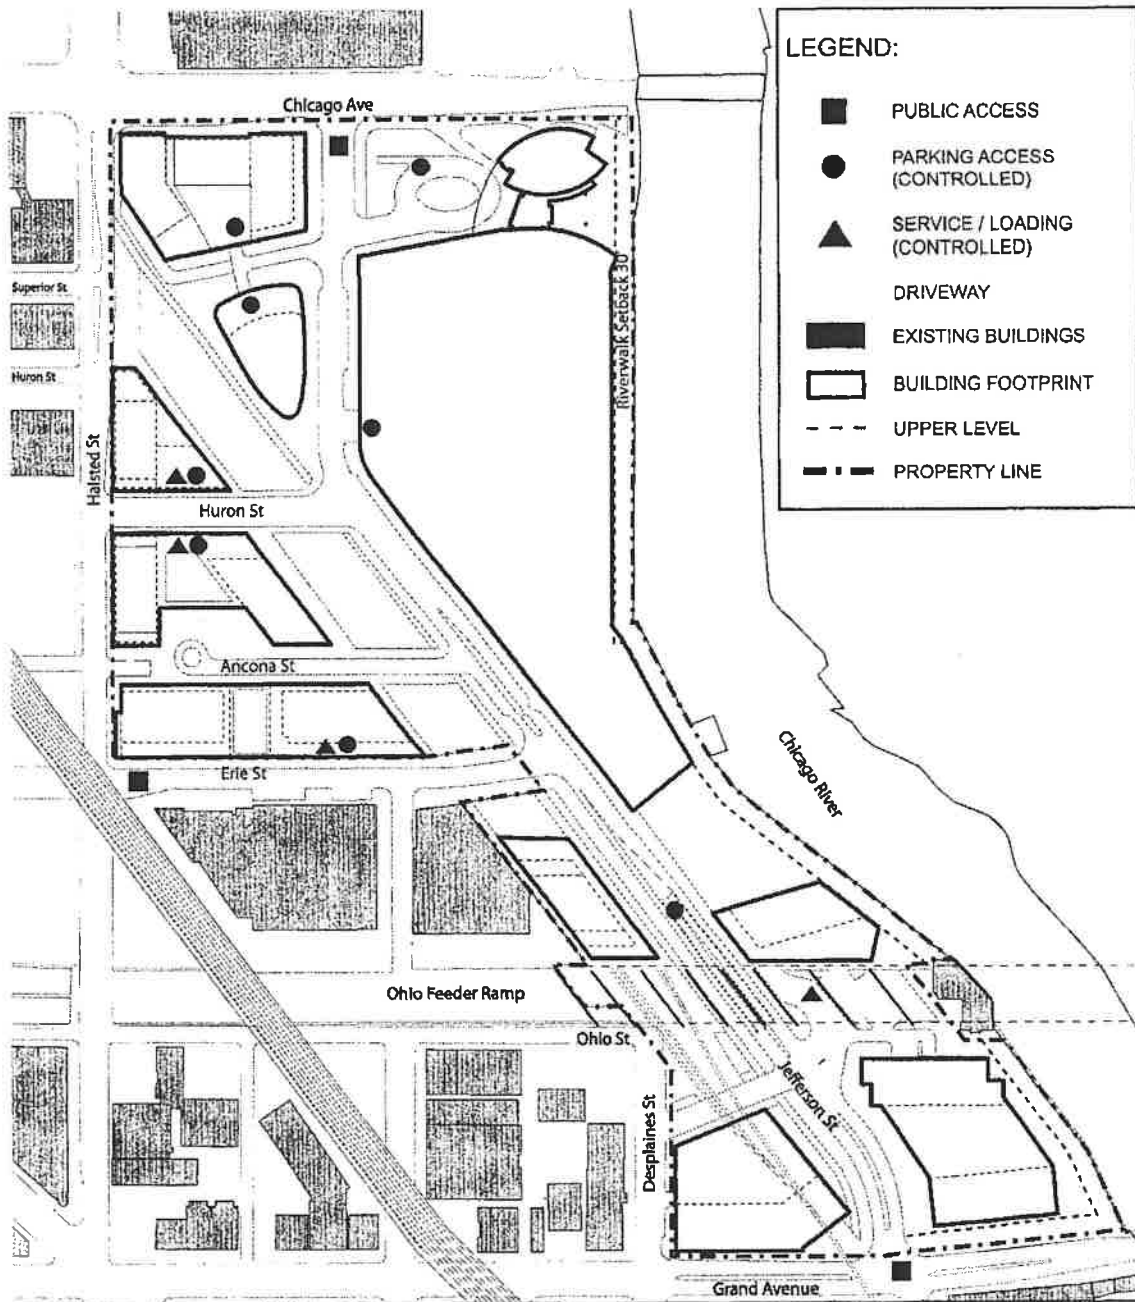 LEGEND:
PUBLIC ACCESS
PARKING ACCESS
(CONTROLLED)
SERVICE / LOADING
(CONTROLLED)
DRIVEWAY
EXISTING BUILDINGS
BUILDING FOOTPRINT
UPPER LEVEL
PROPERTY LINE
Chicago Ave
Superior St
Riverwalk Setback 30'
Huron St
Halsted St
Huron St
Ancona St
Chicago River
Erie St
Ohio Feeder Ramp
Ohio St
Jefferson St
Desplaines St
Grand Avenue